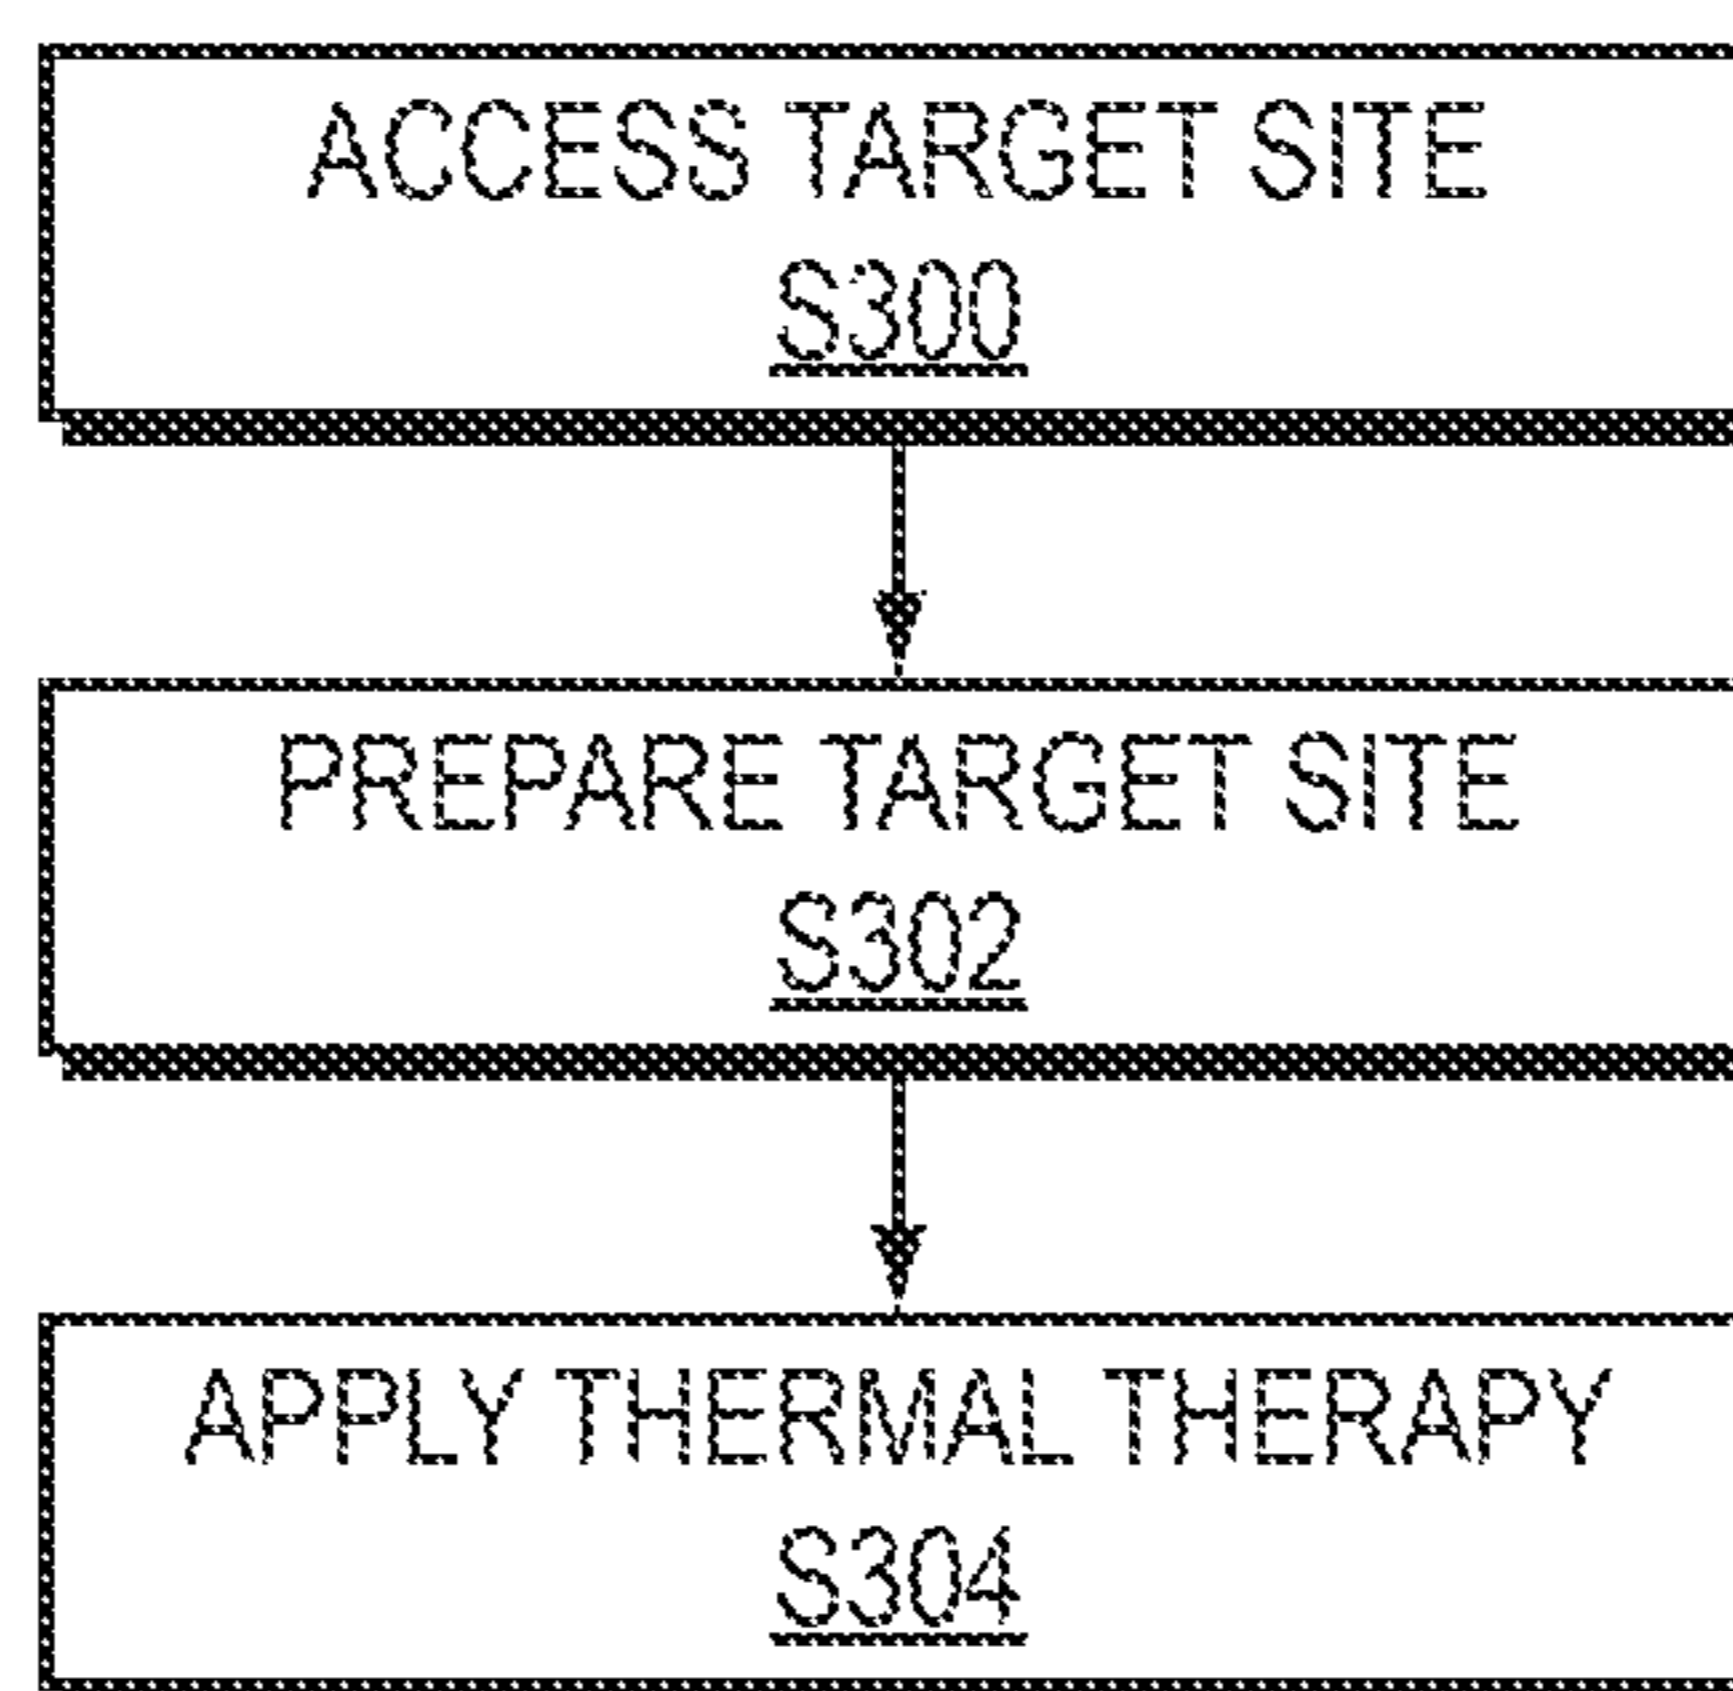 ACCESS TARGET SITE
S300
PREPARE TARGET SITE
S302
APPLY THERMAL THERAPY
S304